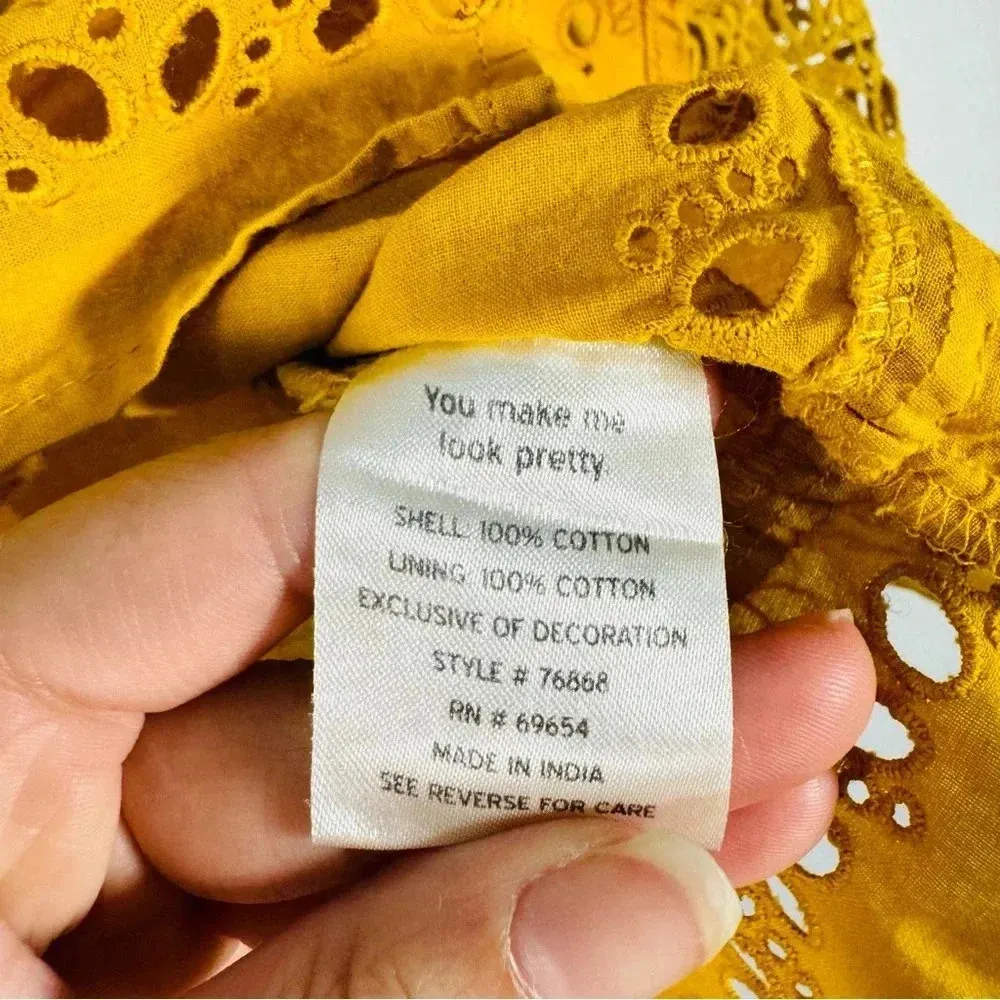 You make me
look pretty
SHELL 100% COTTON
LINING 100% COTTON
EXCLUSIVE OF DECORATION
STYLE # 76868
RN # 69654
MADE IN INDIA
SEE REVERSE FOR CARE